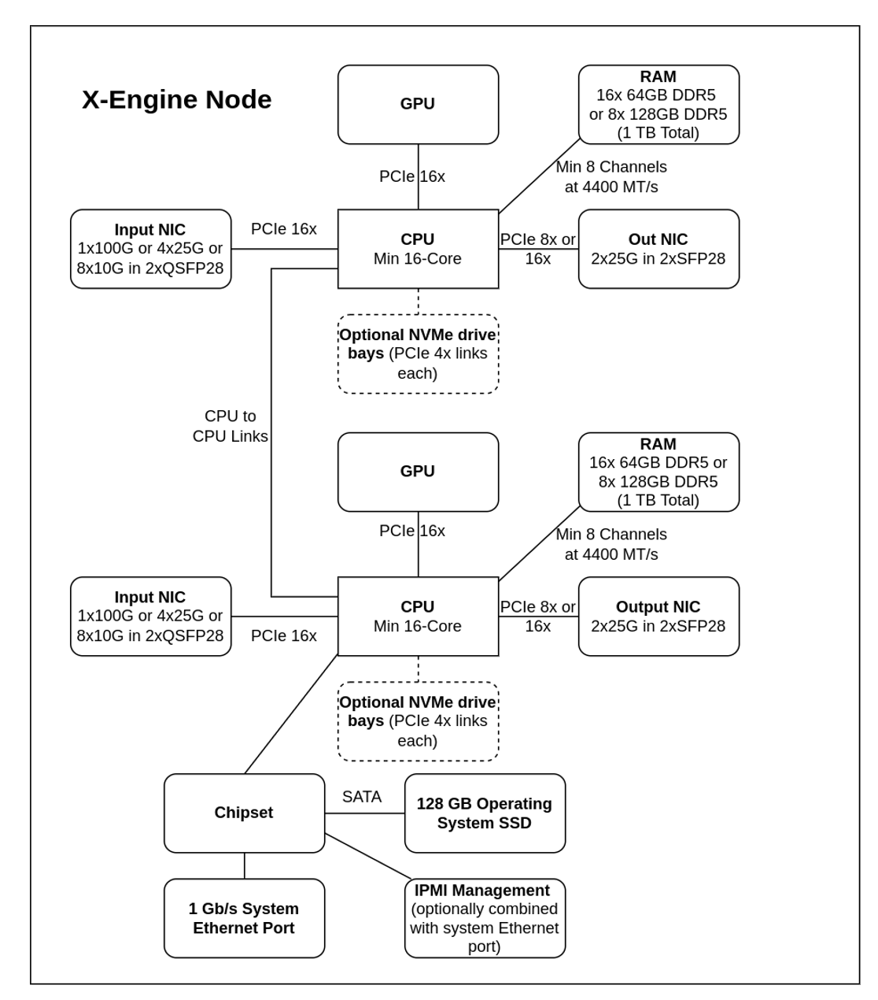 X-Engine Node
GPU
RAM
16x 64GB DDR5
or 8x 128GB DDR5
(1 TB Total)
PCIe 16x
Min 8 Channels
at 4400 MT/s
Input NIC
1x100G or 4x25G or
8x10G in 2xQSFP28
PCIe 16x
CPU
Min 16-Core
PCIe 8x or
16x
Out NIC
2x25G in 2xSFP28
Optional NVMe drive
bays (PCIe 4x links
each)
CPU to
CPU Links
GPU
RAM
16x 64GB DDR5 or
8x 128GB DDR5
(1 TB Total)
PCIe 16x
Min 8 Channels
at 4400 MT/s
Input NIC
1x100G or 4x25G or
8x10G in 2xQSFP28
PCIe 16x
CPU
Min 16-Core
PCIe 8x or
16x
Output NIC
2x25G in 2xSFP28
Optional NVMe drive
bays (PCIe 4x links
each)
Chipset
SATA
128 GB Operating
System SSD
1 Gb/s System
Ethernet Port
IPMI Management
(optionally combined
with system Ethernet
port)